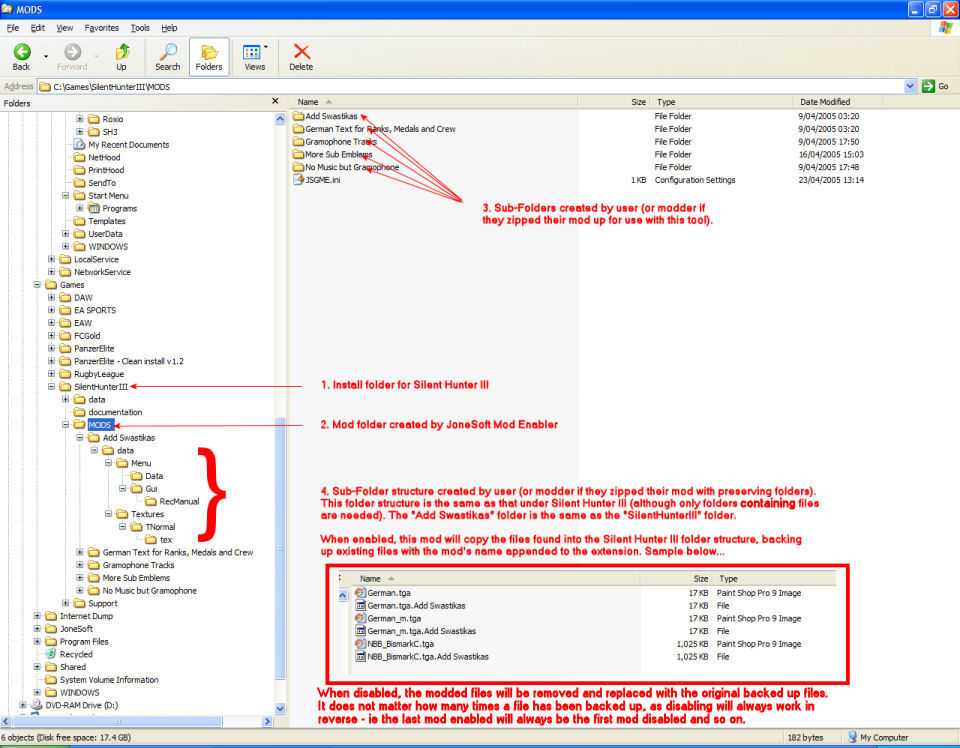 MODS
File Edit View Favorites Tools Help
Back Forward Up Search Folders Views Delete
Address C:\Games\SilentHunterIII\MODS Go
Folders
Roxio
SH3
My Recent Documents
NetHood
PrintHood
SendTo
Start Menu
Programs
Templates
UserData
WINDOWS
LocalService
NetworkService
Games
DAW
EA SPORTS
EAW
FCGold
PanzerElite
PanzerElite - Clean install v1.2
RugbyLeague
SilentHunterIII
data
documentation
MODS
Add Swastikas
data
Menu
Data
Gui
RecManual
Textures
TNormal
tex
German Text for Ranks, Medals and Crew
Gramophone Tracks
More Sub Emblems
No Music but Gramophone
Support
Internet Dump
JoneSoft
Program Files
Recycled
Shared
System Volume Information
WINDOWS
DVD-RAM Drive (D:)
Name Size Type Date Modified
Add Swastikas File Folder 9/04/2005 03:20
German Text for Ranks, Medals and Crew File Folder 9/04/2005 03:20
Gramophone Tracks File Folder 9/04/2005 17:50
More Sub Emblems File Folder 16/04/2005 15:03
No Music but Gramophone File Folder 9/04/2005 17:48
JSGME.ini 1 KB Configuration Settings 23/04/2005 13:14
3. Sub-Folders created by user (or modder if
they zipped their mod up for use with this tool).
1. Install folder for Silent Hunter III
2. Mod folder created by JoneSoft Mod Enabler
4. Sub-Folder structure created by user (or modder if they zipped their mod with preserving folders).
This folder structure is the same as that under Silent Hunter III (although only folders containing files
are needed). The "Add Swastikas" folder is the same as the "SilentHunterIII" folder.
When enabled, this mod will copy the files found into the Silent Hunter III folder structure, backing
up existing files with the mod's name appended to the extension. Sample below...
Name Size Type
German.tga 17 KB Paint Shop Pro 9 Image
German.tga.Add Swastikas 17 KB File
German_m.tga 17 KB Paint Shop Pro 9 Image
German_m.tga.Add Swastikas 17 KB File
NBB_BismarkC.tga 1,025 KB Paint Shop Pro 9 Image
NBB_BismarkC.tga.Add Swastikas 1,025 KB File
When disabled, the modded files will be removed and replaced with the original backed up files.
It does not matter how many times a file has been backed up, as disabling will always work in
reverse - ie the last mod enabled will always be the first mod disabled and so on.
6 objects (Disk free space: 17.4 GB) 182 bytes My Computer